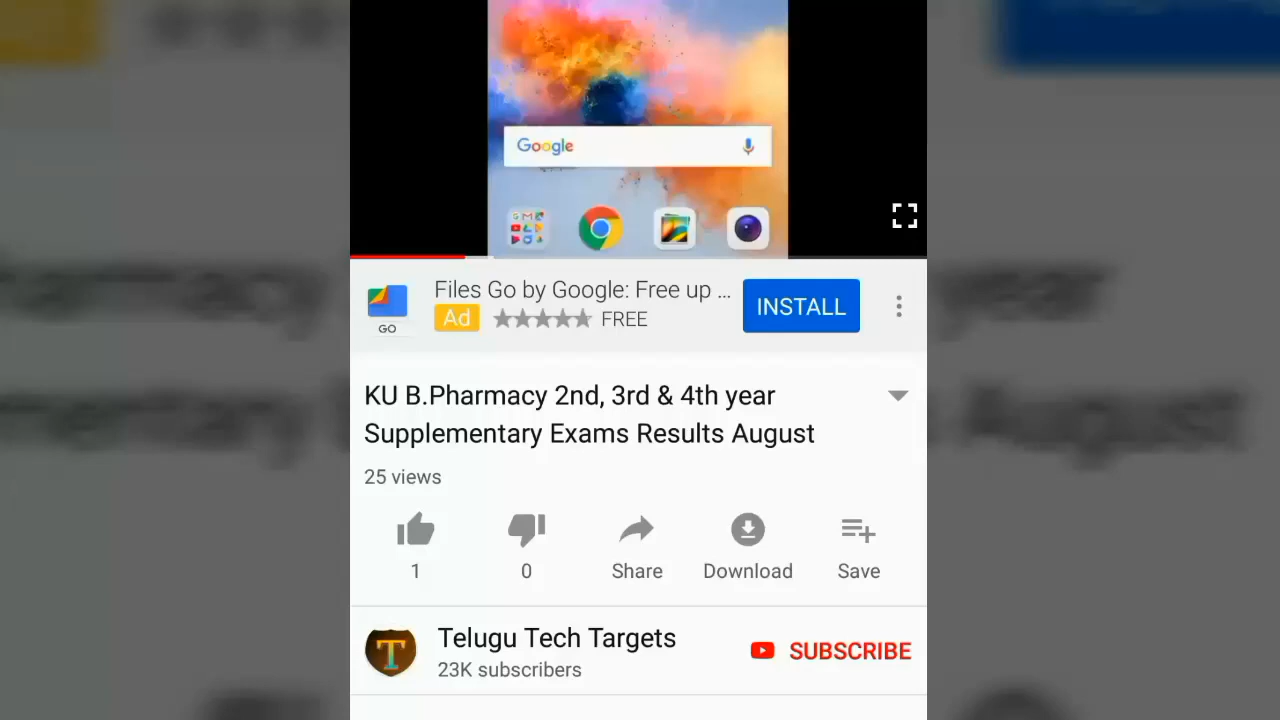 Google
Files Go by Google: Free up ...
GO
Ad
FREE
INSTALL
KU B.Pharmacy 2nd, 3rd & 4th year
Supplementary Exams Results August
25 views
1
0
Share
Download
Save
T
Telugu Tech Targets
23K subscribers
SUBSCRIBE